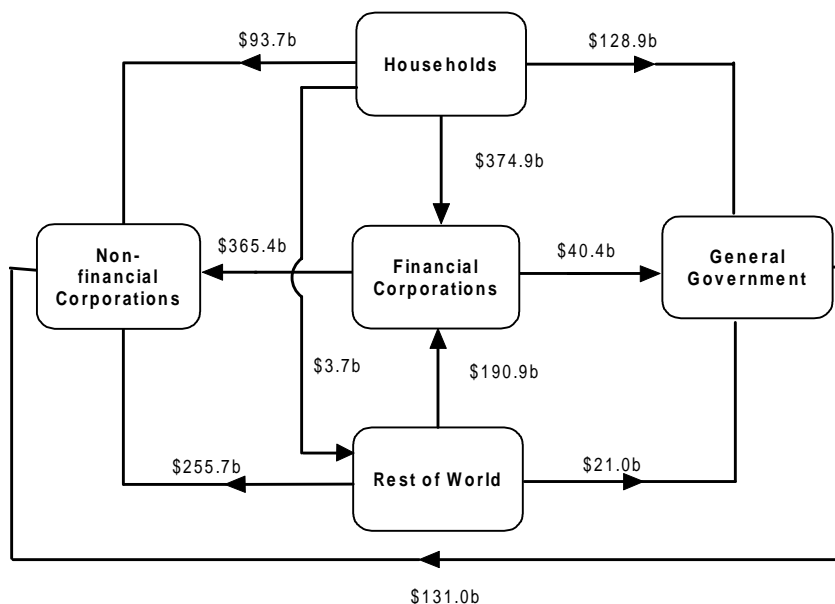 $93.7b
Households
$128.9b
$374.9b
Non-
financial
Corporations
$365.4b
Financial
Corporations
$40.4b
General
Government
$3.7b
$190.9b
$255.7b
Rest of World
$21.0b
$131.0b